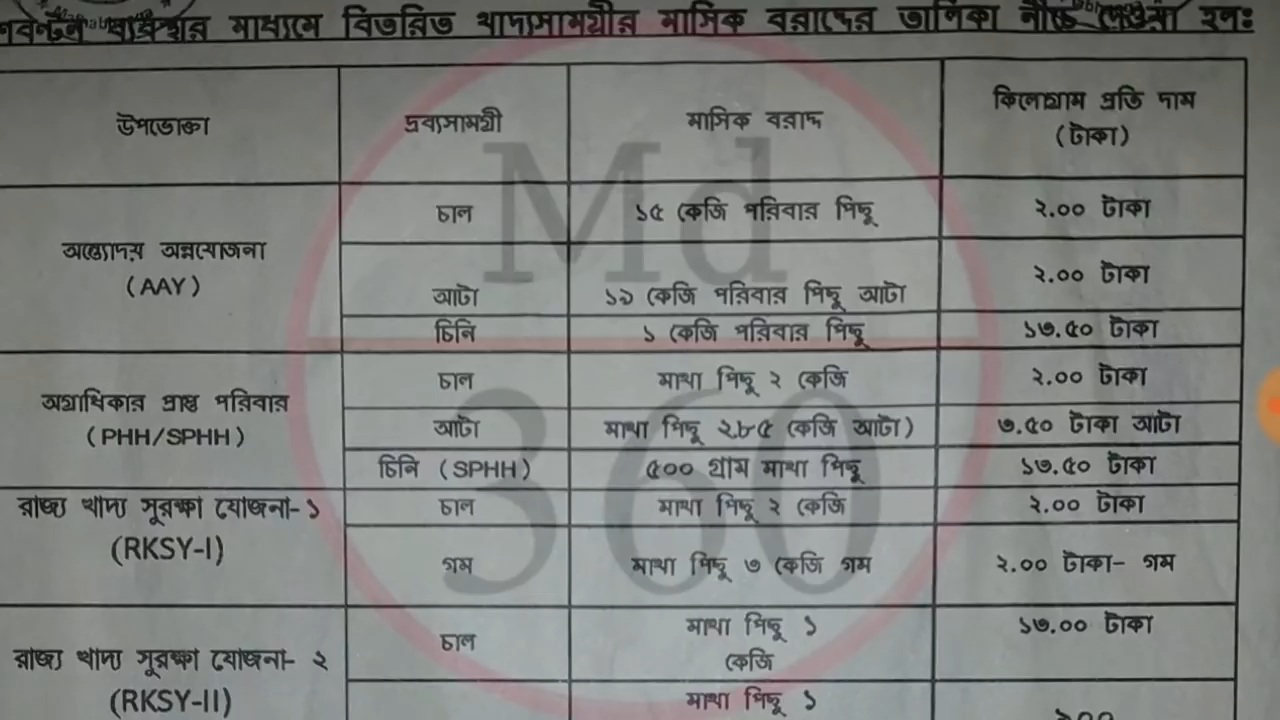 মাধ্যমে বিতরিত খাদ্যসামগ্রীর মাসিক বরাদ্দের তালিকা নীচে দেওয়া হলঃ
উপভোক্তা
দ্রব্যসামগ্রী
মাসিক বরাদ্দ
কিলোগ্রাম প্রতি দাম
(টাকা)
অন্ত্যোদয় অন্নযোজনা
(AAY)
চাল
১৫ কেজি পরিবার পিছু
২.০০ টাকা
আটা
১৯ কেজি পরিবার পিছু আটা
২.০০ টাকা
চিনি
১ কেজি পরিবার পিছু
১৩.৫০ টাকা
অগ্রাধিকার প্রাপ্ত পরিবার
(PHH/SPHH)
চাল
মাথা পিছু ২ কেজি
২.০০ টাকা
আটা
মাথা পিছু ২.৮৫ (কেজি আটা)
৩.৫০ টাকা আটা
চিনি (SPHH)
৫০০ গ্রাম মাথা পিছু
১৩.৫০ টাকা
রাজ্য খাদ্য সুরক্ষা যোজনা- ১
(RKSY-I)
চাল
মাথা পিছু ২ কেজি
২.০০ টাকা
গম
মাথা পিছু ৩ কেজি গম
২.০০ টাকা- গম
রাজ্য খাদ্য সুরক্ষা যোজনা- ২
(RKSY-II)
চাল
মাথা পিছু ১
কেজি
১৩.০০ টাকা
মাথা পিছু ১
Md
360